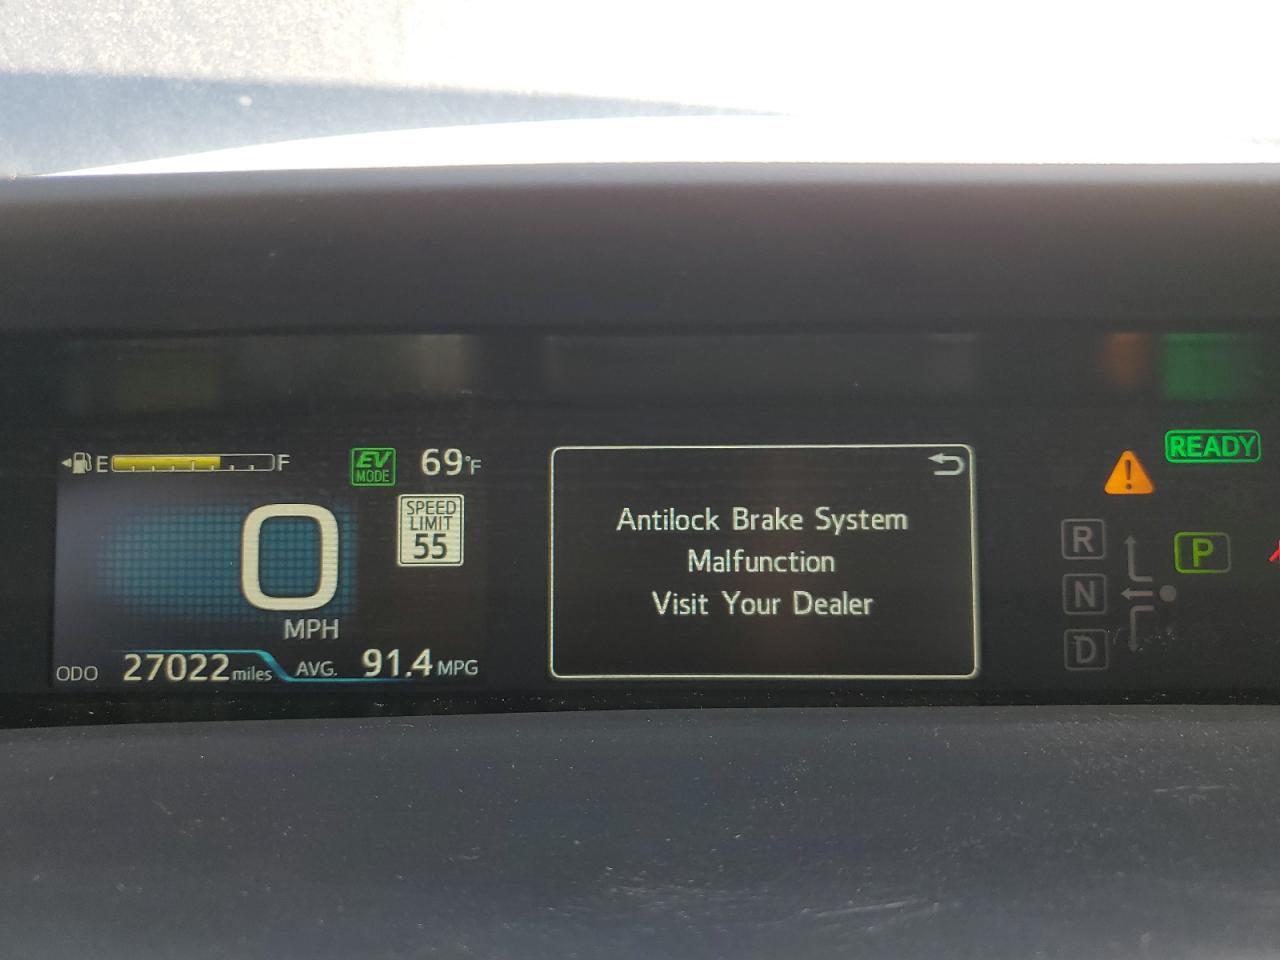 E F
EV
MODE
69°F
SPEED
LIMIT
55
0
MPH
ODO 27022 miles AVG. 91.4 MPG
Antilock Brake System
Malfunction
Visit Your Dealer
READY
!
R
N
D
P